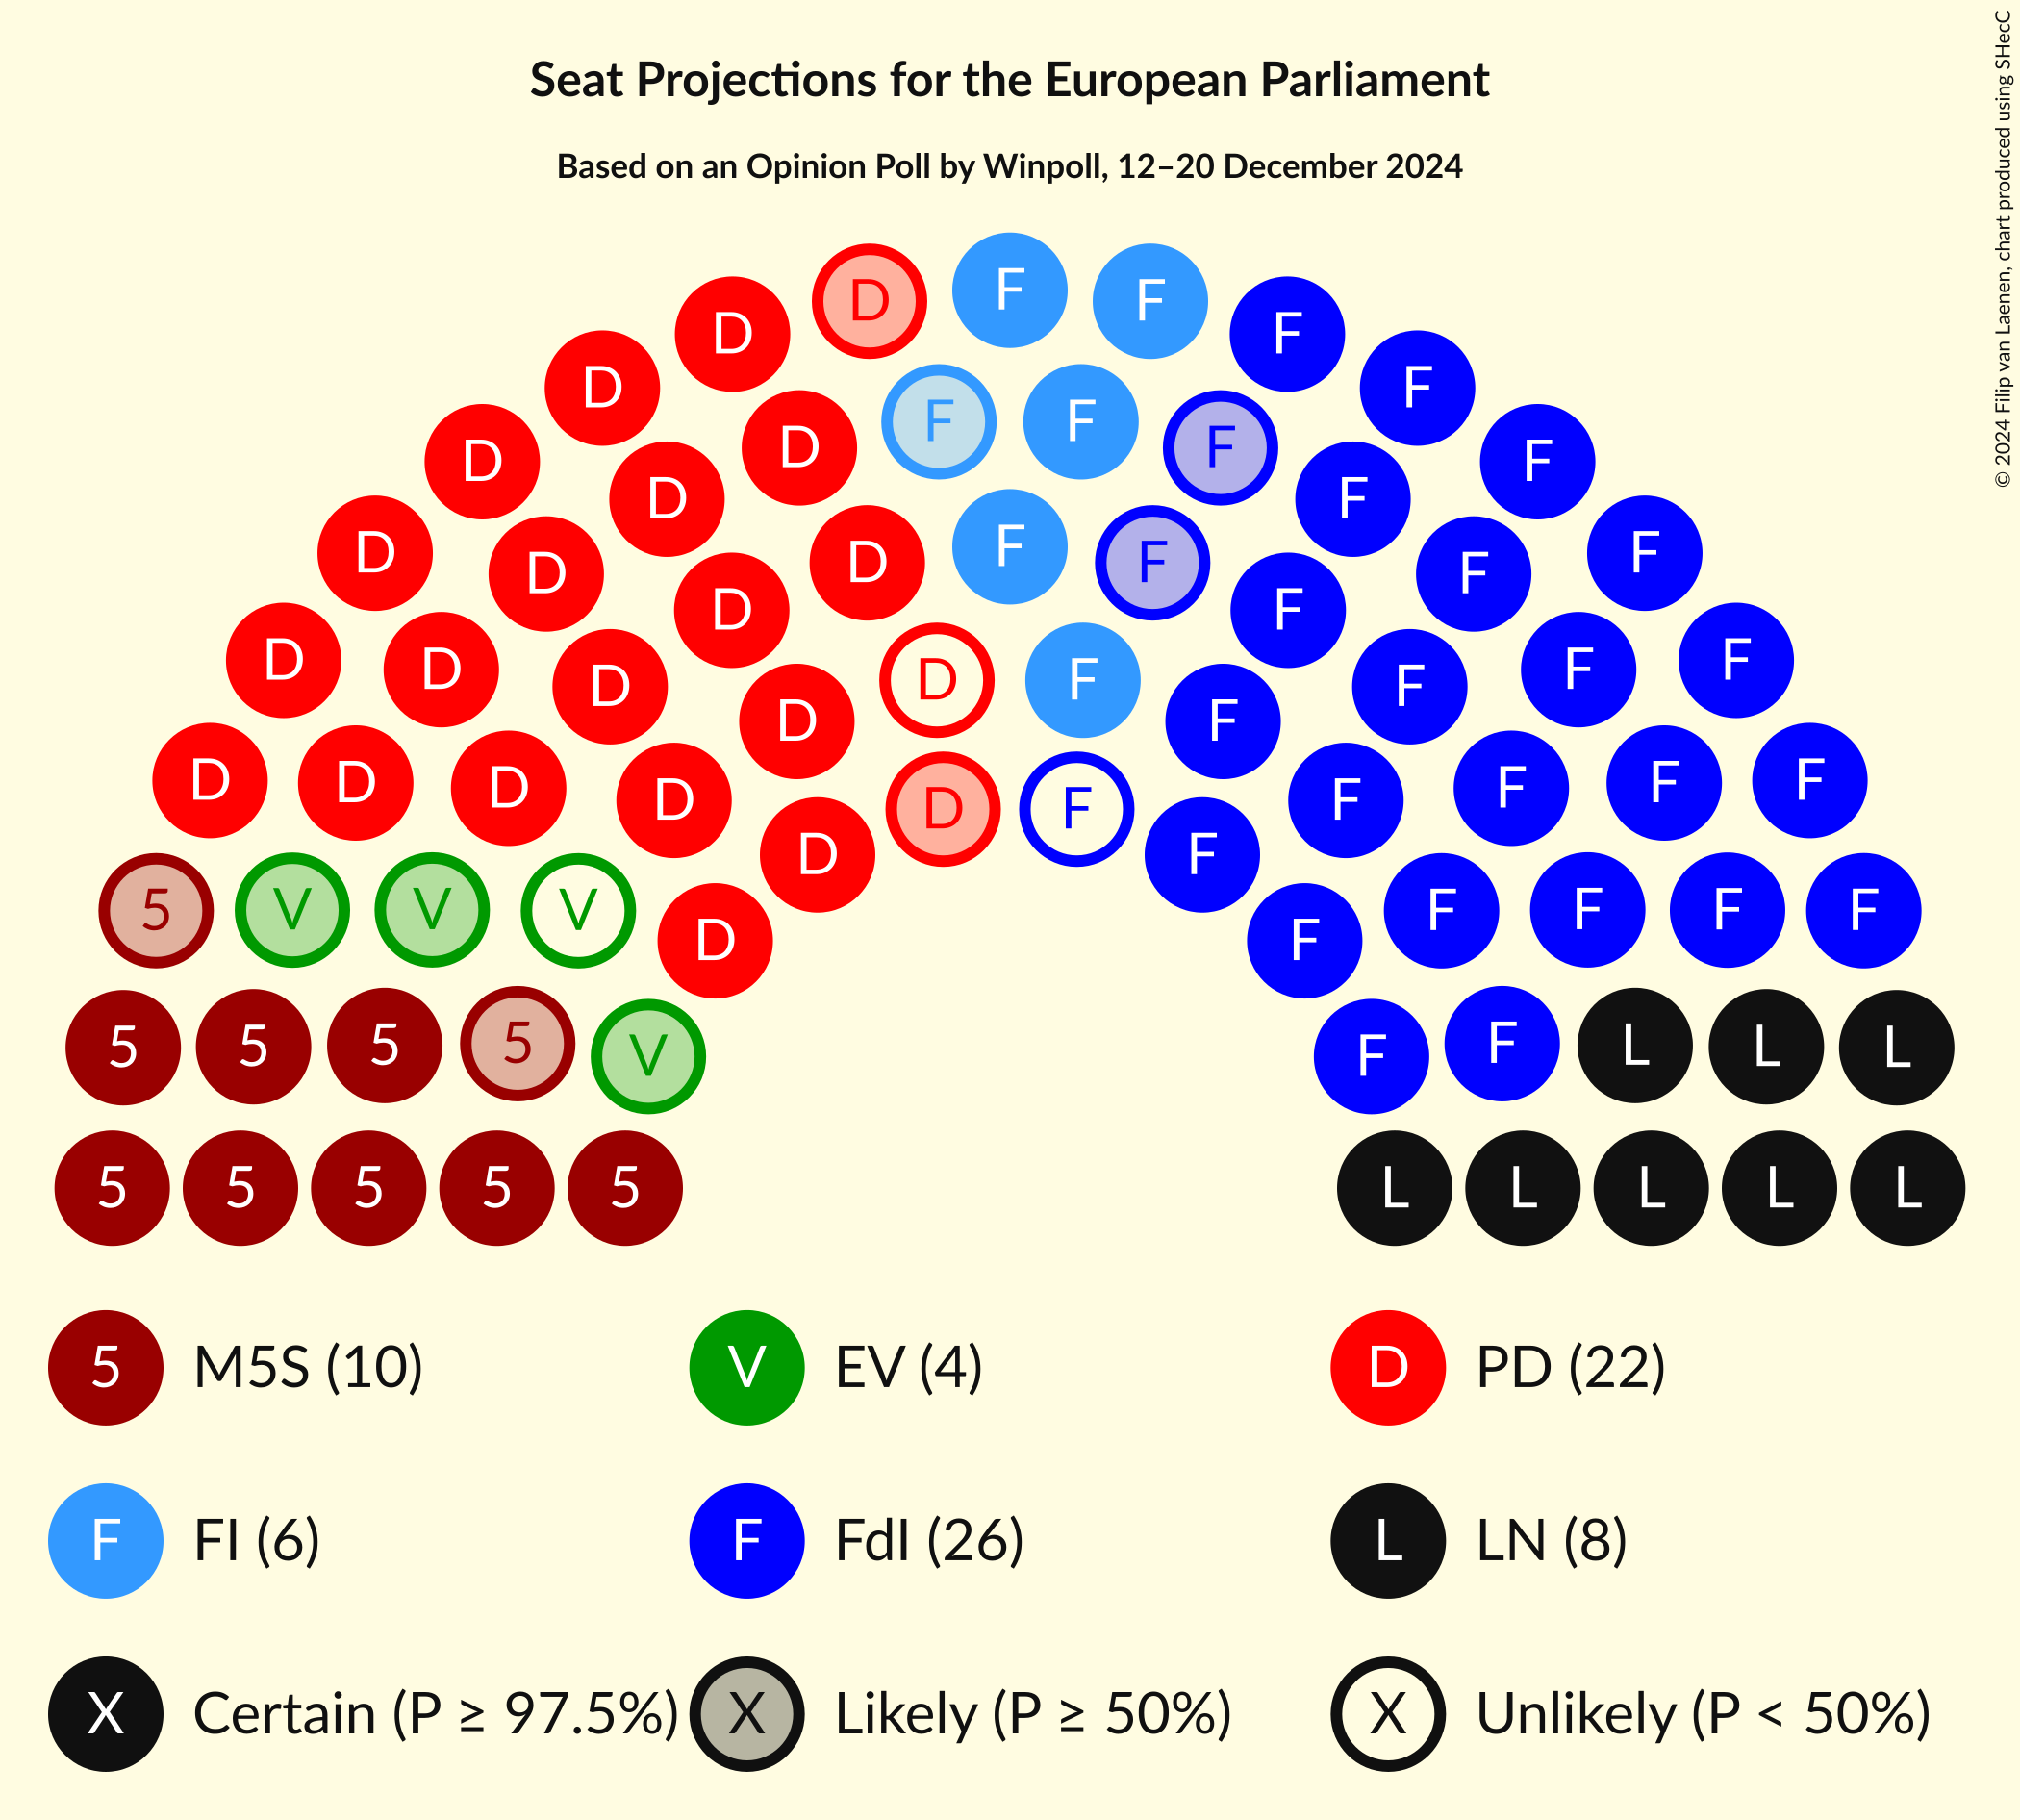 © 2024 Filip van Laenen, chart produced using SHecC
Seat Projections for the European Parliament
Based on an Opinion Poll by Winpoll, 12–20 December 2024
D F F
D F
D F
F F
D F
D F
D F
D D F F F
D F
D F
D D D D F F F F
D F
D D D D D F F F F F
D F
5 V V V D F F F F F
5 5 5 5 V F F L L L
5 5 5 5 5 L L L L L
5 M5S (10) V EV (4) D PD (22)
F FI (6) F FdI (26) L LN (8)
X Certain (P ≥ 97.5%) X Likely (P ≥ 50%) X Unlikely (P < 50%)